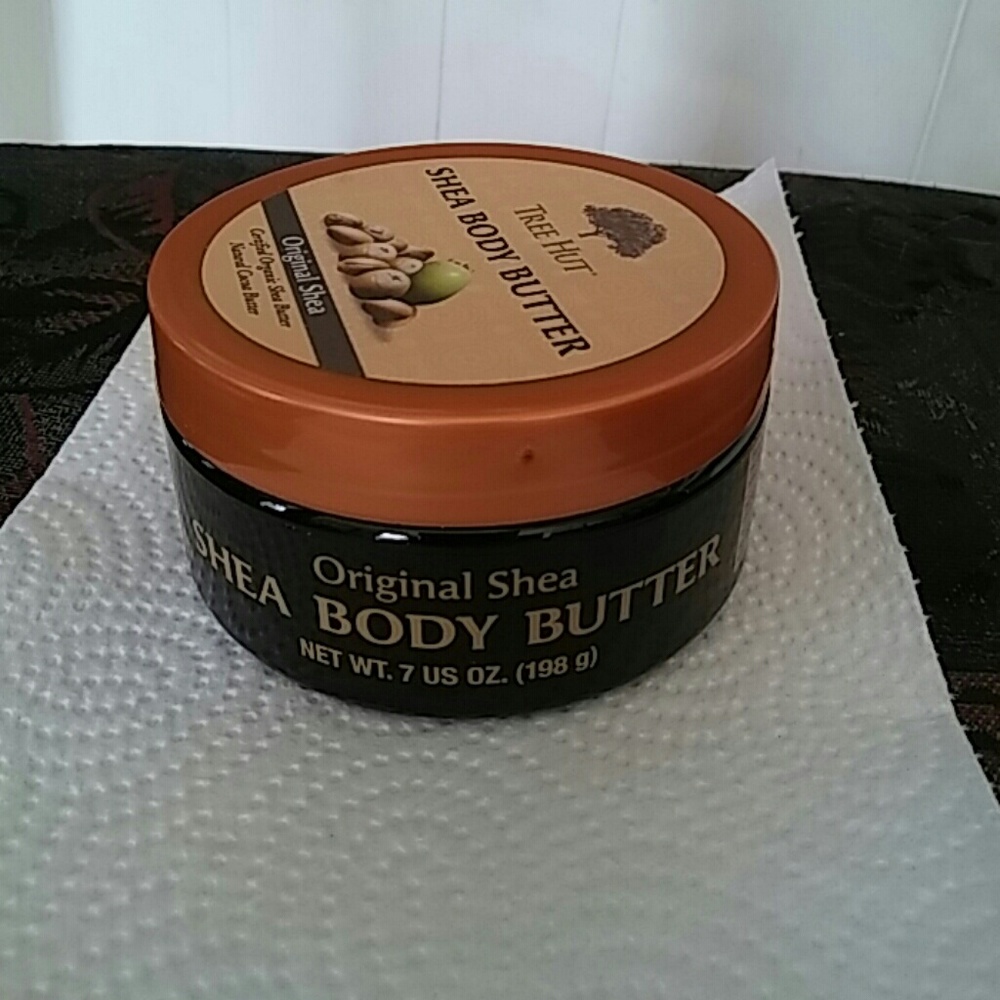 TREE HUT
SHEA BODY BUTTER
Original Shea
Certified Organic Shea Butter
Natural Cocoa Butter
Original Shea
SHEA BODY BUTTER
NET WT. 7 US OZ. (198 g)